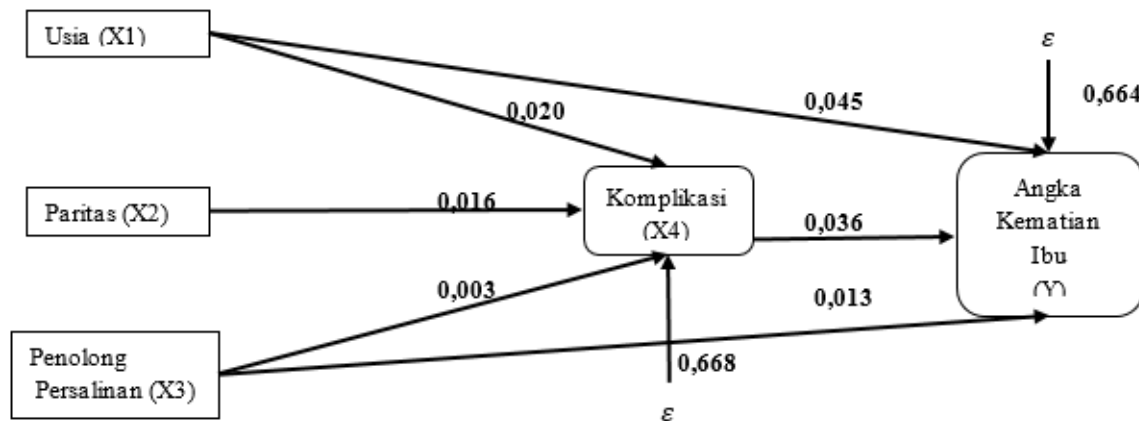 Usia (X1)
ε
0,664
0,045
0,020
Komplikasi
(X4)
Angka
Kematian
Ibu
(Y)
Paritas (X2)
0,016
0,036
0,003
0,013
Penolong
Persalinan (X3)
0,668
ε